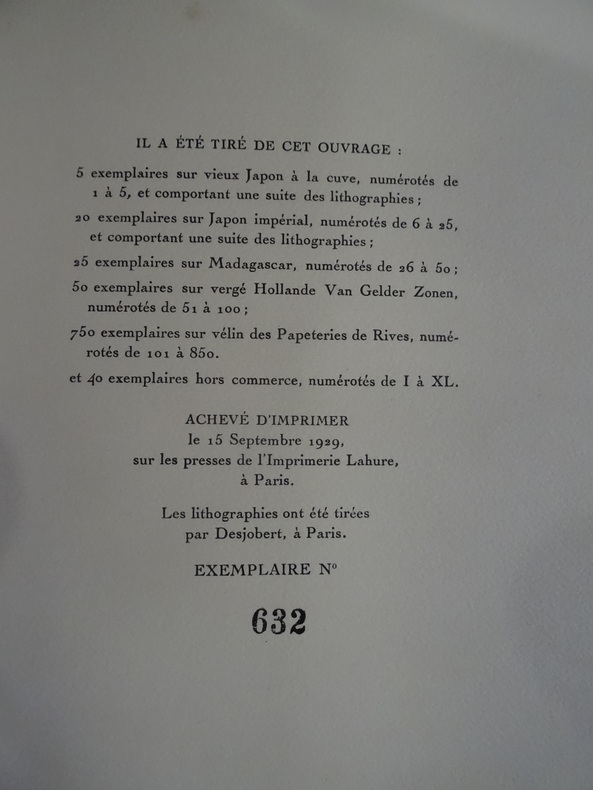 IL A ÉTÉ TIRÉ DE CET OUVRAGE :
5 exemplaires sur vieux Japon à la cuve, numérotés de
1 à 5, et comportant une suite des lithographies ;
20 exemplaires sur Japon impérial, numérotés de 6 à 25,
et comportant une suite des lithographies ;
25 exemplaires sur Madagascar, numérotés de 26 à 50 ;
50 exemplaires sur vergé Hollande Van Gelder Zonen,
numérotés de 51 à 100 ;
750 exemplaires sur vélin des Papeteries de Rives, numé-
rotés de 101 à 850.
et 40 exemplaires hors commerce, numérotés de I à XL.
ACHEVÉ D'IMPRIMER
le 15 Septembre 1929,
sur les presses de l'Imprimerie Lahure,
à Paris.
Les lithographies ont été tirées
par Desjobert, à Paris.
EXEMPLAIRE Nº
632